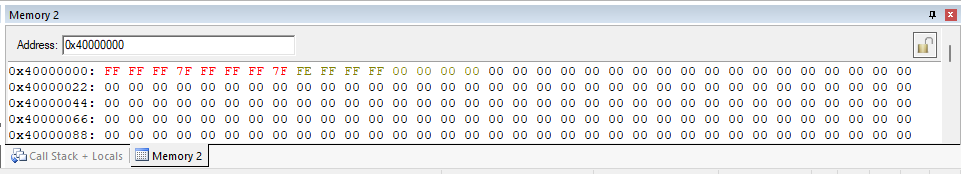 Memory 2
Address: 0x40000000
0x40000000: FF FF FF 7F FF FF FF 7F FE FF FF FF 00 00 00 00 00 00 00 00 00 00 00 00 00 00 00 00 00 00 00 00 00 00
0x40000022: 00 00 00 00 00 00 00 00 00 00 00 00 00 00 00 00 00 00 00 00 00 00 00 00 00 00 00 00 00 00 00 00 00 00
0x40000044: 00 00 00 00 00 00 00 00 00 00 00 00 00 00 00 00 00 00 00 00 00 00 00 00 00 00 00 00 00 00 00 00 00 00
0x40000066: 00 00 00 00 00 00 00 00 00 00 00 00 00 00 00 00 00 00 00 00 00 00 00 00 00 00 00 00 00 00 00 00 00 00
0x40000088: 00 00 00 00 00 00 00 00 00 00 00 00 00 00 00 00 00 00 00 00 00 00 00 00 00 00 00 00 00 00 00 00 00 00
Call Stack + Locals Memory 2